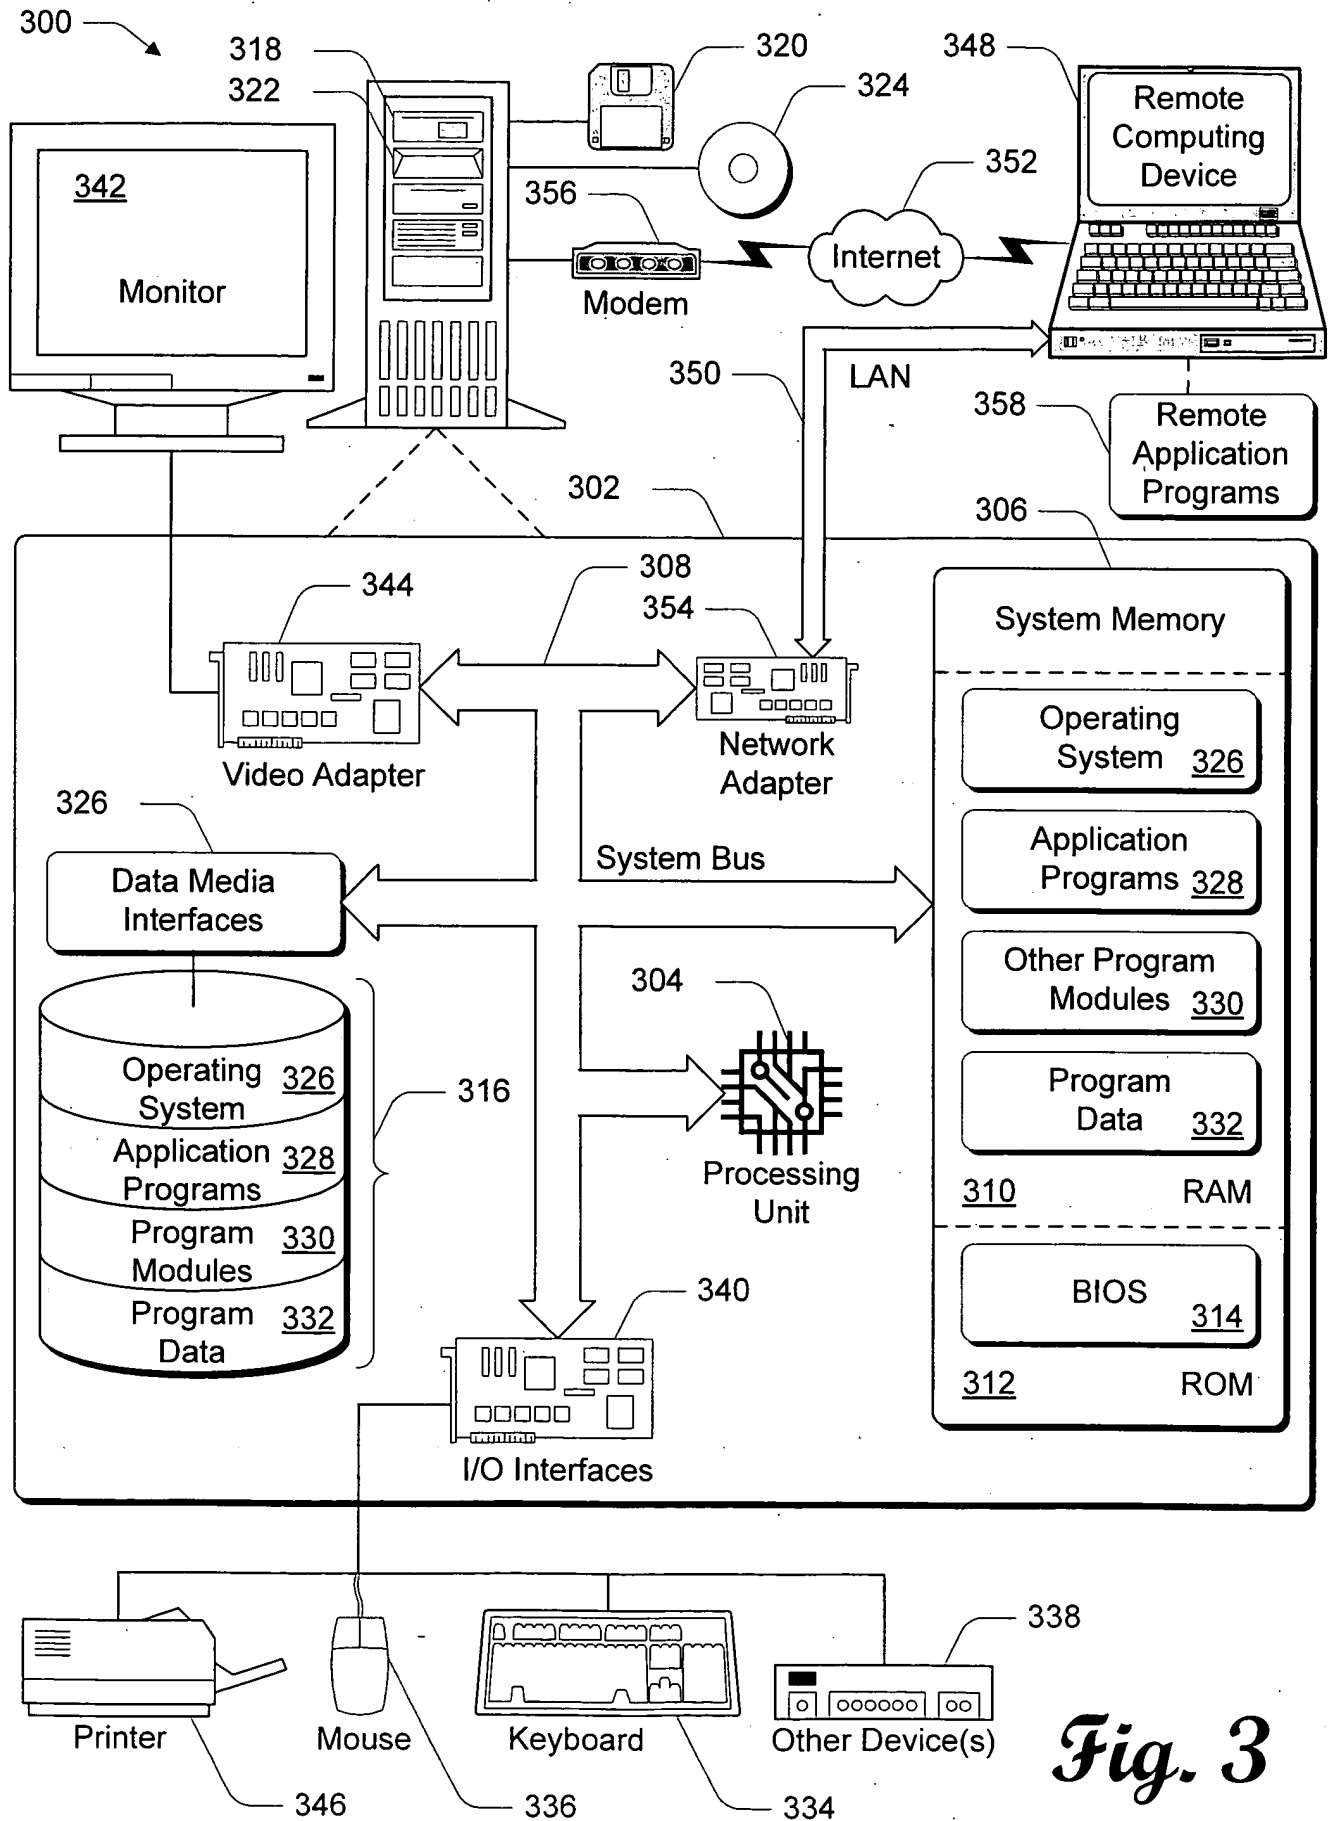 300
318
322
320
324
348
352
356
342
Monitor
Modem
Internet
Remote
Computing
Device
LAN
350
358
Remote
Application
Programs
302
306
308
344
354
System Memory
Operating
System 326
Application
Programs 328
Other Program
Modules 330
Program
Data 332
310 RAM
BIOS
314
312 ROM
Video Adapter
Network
Adapter
326
Data Media
Interfaces
System Bus
304
Processing
Unit
316
Operating
System 326
Application
Programs 328
Program
Modules 330
Program
Data 332
340
I/O Interfaces
338
Printer
Mouse
Keyboard
Other Device(s)
346
336
334
Fig. 3